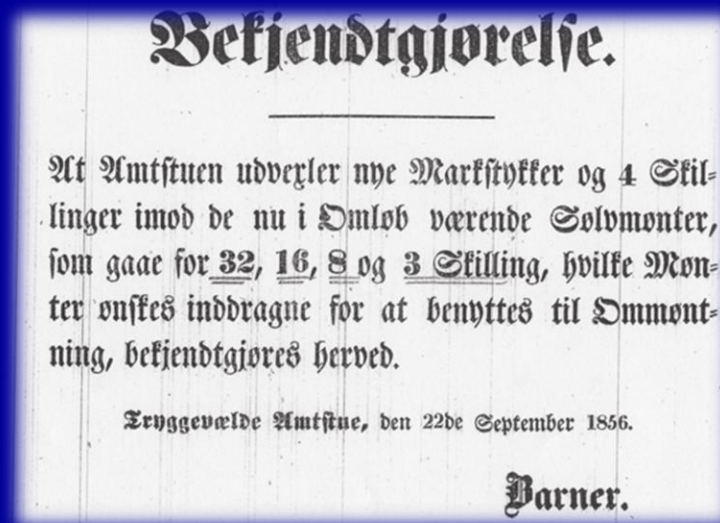 Bekjendtgjørelse.
At Amtstuen udvexler nye Markstykker og 4 Skil-
linger imod de nu i Omløb værende Sølvmønter,
som gaae for 32, 16, 8 og 3 Skilling, hvilke Møn-
ter ønskes inddragne for at benyttes til Ommønt-
ning, bekjendtgjøres herved.
Tryggevælde Amtstue, den 22de September 1856.
Barner.